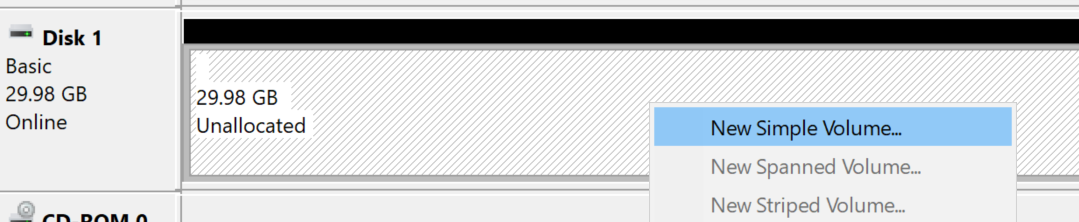 Disk 1
Basic
29.98 GB
Online
29.98 GB
Unallocated
New Simple Volume...
New Spanned Volume...
New Striped Volume...
CD-ROM 0